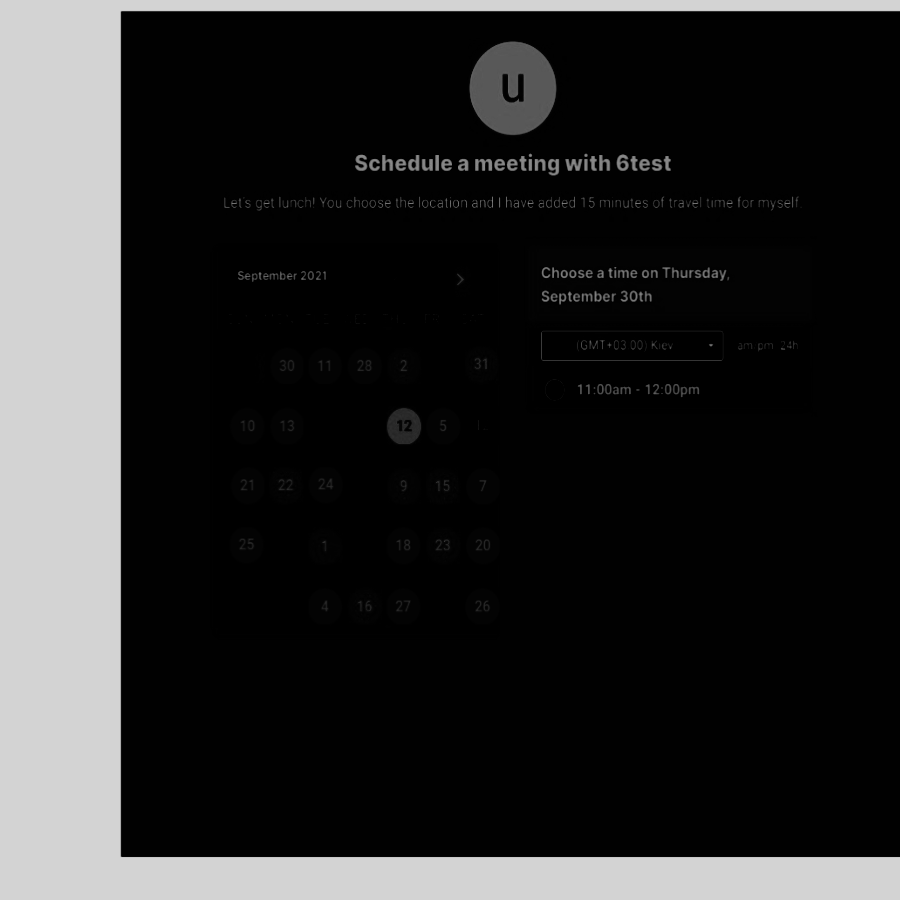 u
Schedule a meeting with 6test
Let's get lunch! You choose the location and I have added 15 minutes of travel time for myself.
September 2021
30 11 28 2 31
10 13 12 5
21 22 24 9 15 7
25 1 18 23 20
4 16 27 26
Choose a time on Thursday,
September 30th
(GMT+03:00) Kiev am pm 24h
11:00am - 12:00pm